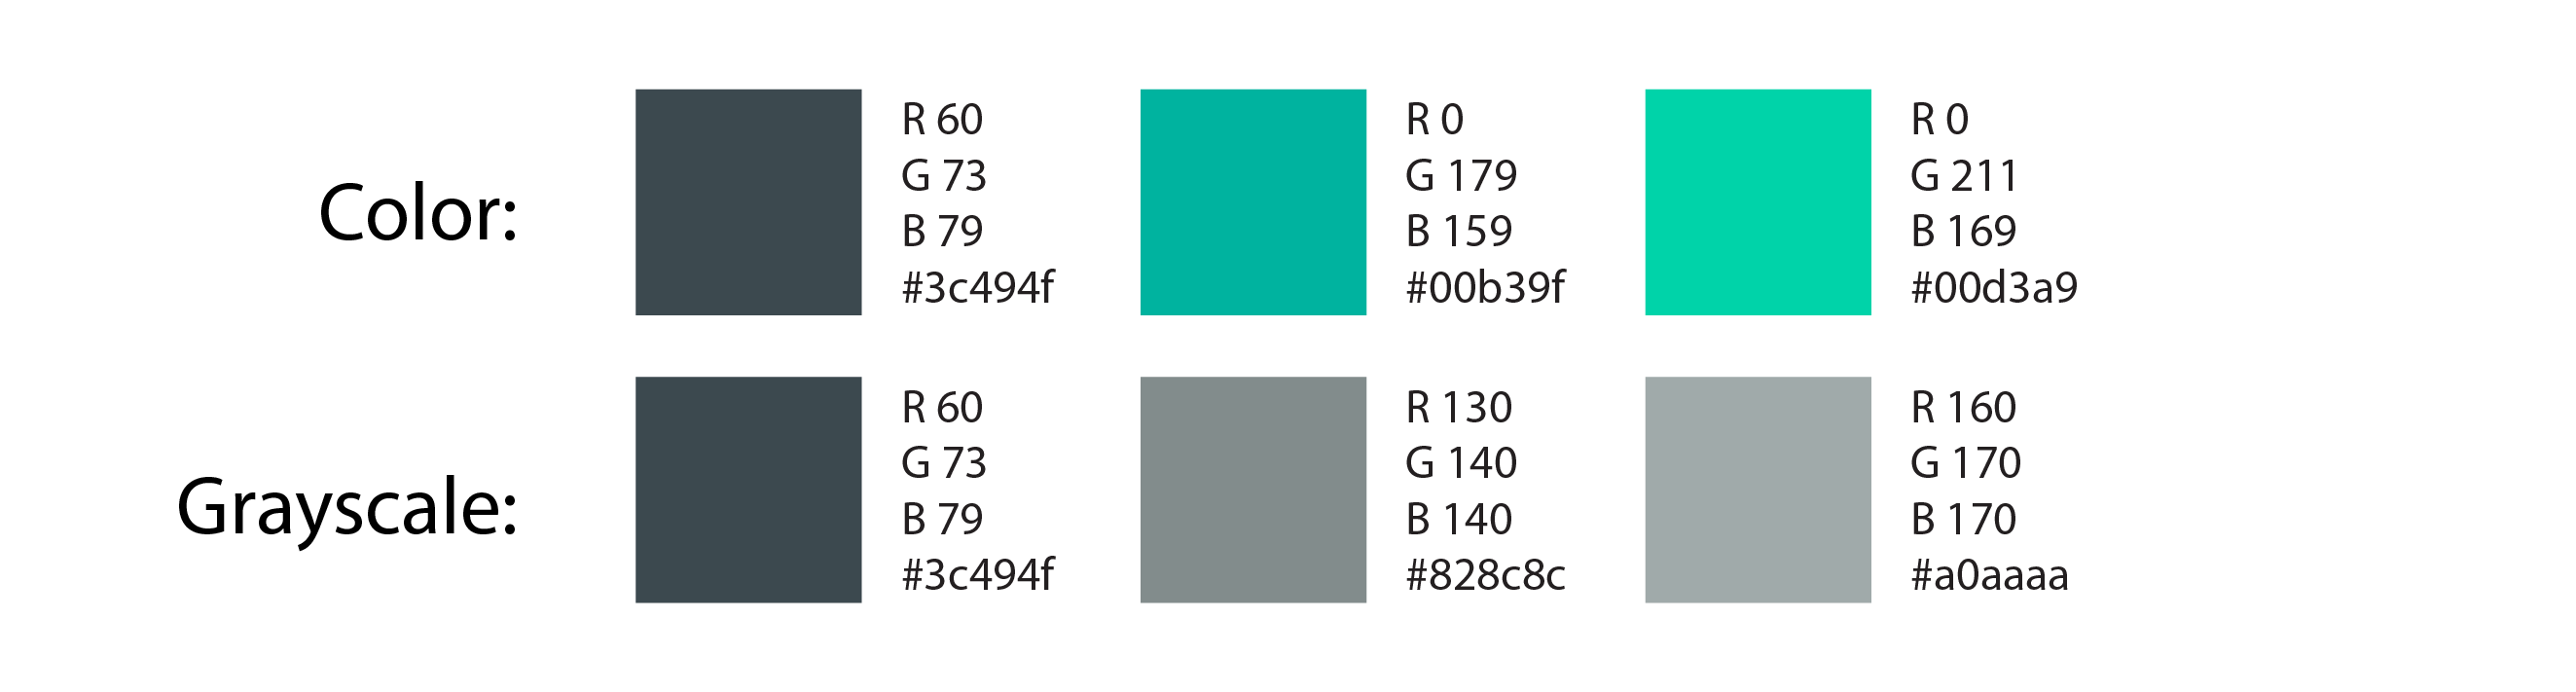 Color:
R 60
G 73
B 79
#3c494f
R 0
G 179
B 159
#00b39f
R 0
G 211
B 169
#00d3a9
Grayscale:
R 60
G 73
B 79
#3c494f
R 130
G 140
B 140
#828c8c
R 160
G 170
B 170
#a0aaaa